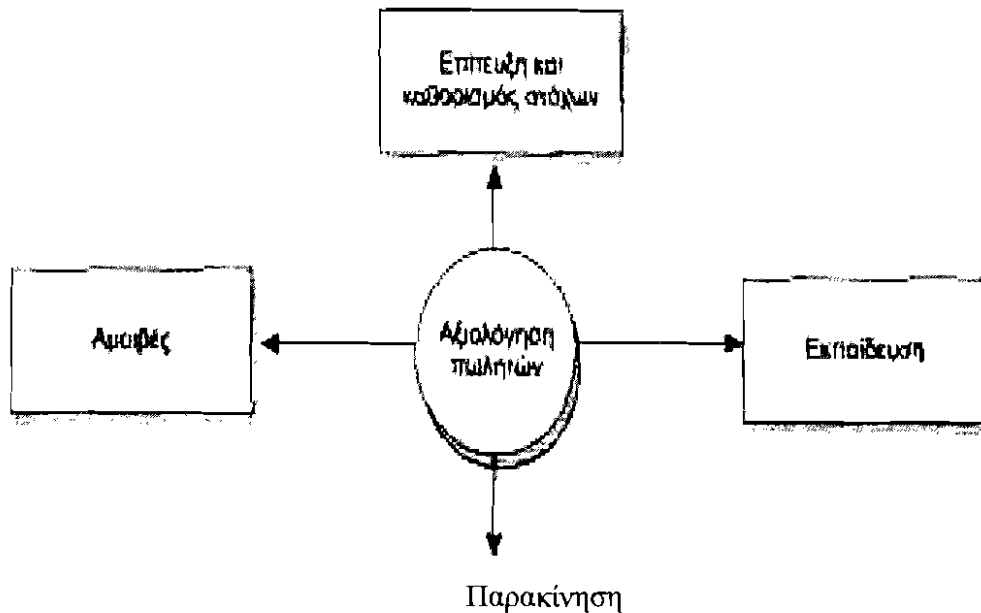 Επίτευξη και
καθορισμός στόχων
Αμοιβές
Αξιολόγηση
πωλητών
Εκπαίδευση
Παρακίνηση